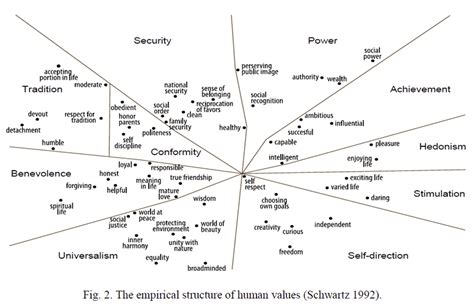 Security
Power
social
power
accepting
portion in life
preserving
public image
Tradition
moderate
national
security
sense of
belonging
authority
wealth
Achievement
obedient
social
order
reciprocation
of favors
social
recognition
devout
respect for
tradition
honor
parents
clean
ambitious
influential
detachment
self
discipline
politeness
family
security
healthy
succesful
humble
capable
pleasure
Hedonism
Conformity
intelligent
enjoying
life
loyal
responsible
Benevolence
honest
meaning
in life
true friendship
self
respect
exciting life
forgiving
helpful
varied life
Stimulation
mature
love
wisdom
choosing
own goals
daring
spiritual
life
social
justice
world at
peace
protecting
environment
world of
beauty
creativity
independent
inner
harmony
unity with
nature
curious
Universalism
equality
broadminded
freedom
Self-direction
Fig. 2. The empirical structure of human values (Schwartz 1992).